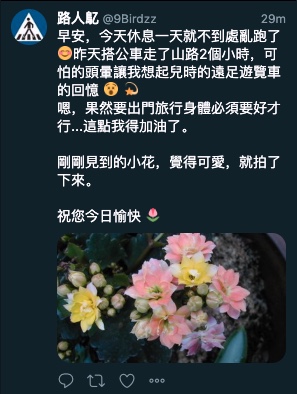 路人乩 @9Birdzz 29m
早安，今天休息一天就不到處亂跑了
😊昨天搭公車走了山路2個小時，可
怕的頭暈讓我想起兒時的遠足遊覽車
的回憶 😵 💫
嗯，果然要出門旅行身體必須要好才
行...這點我得加油了。
剛剛見到的小花，覺得可愛，就拍了
下來。
祝您今日愉快 🌷